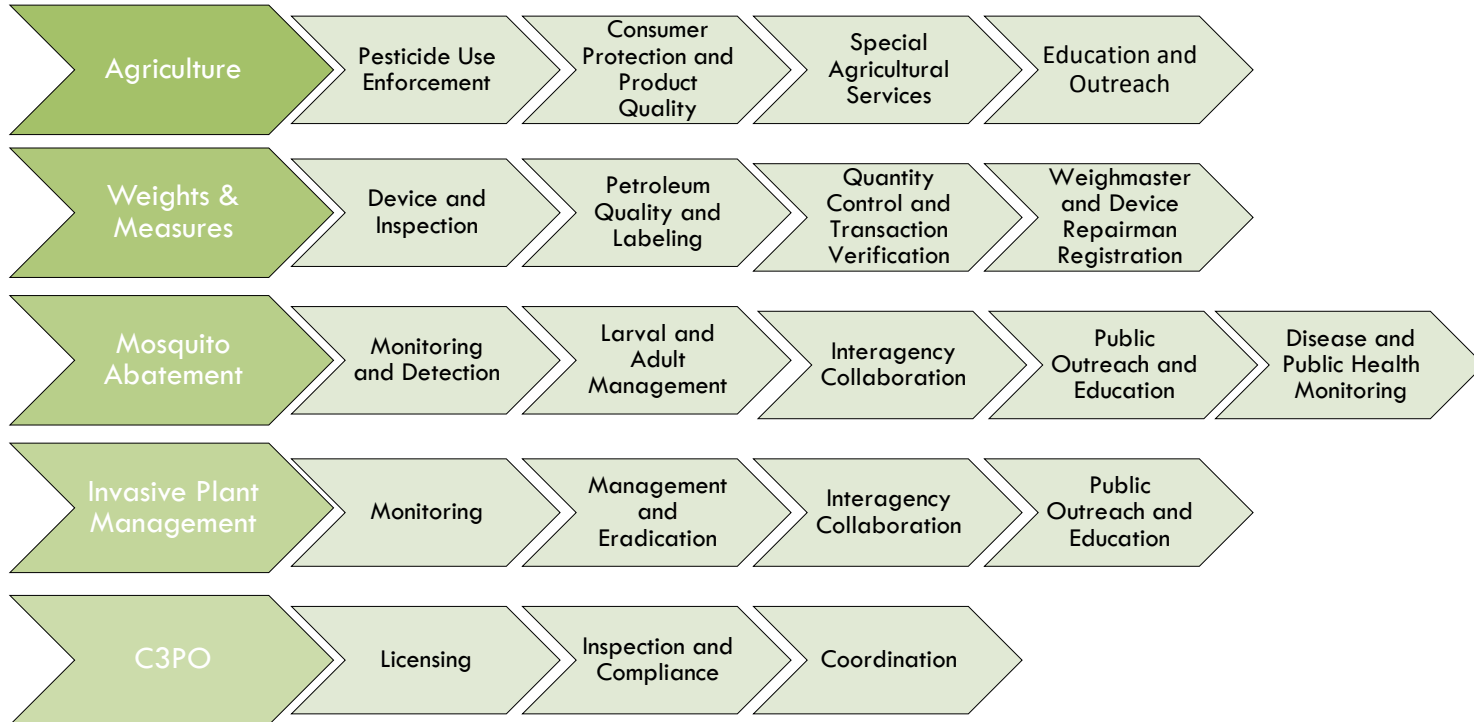 Agriculture
Pesticide Use
Enforcement
Consumer
Protection and
Product
Quality
Special
Agricultural
Services
Education and
Outreach
Weights &
Measures
Device and
Inspection
Petroleum
Quality and
Labeling
Quantity
Control and
Transaction
Verification
Weighmaster
and Device
Repairman
Registration
Mosquito
Abatement
Monitoring
and Detection
Larval and
Adult
Management
Interagency
Collaboration
Public
Outreach and
Education
Disease and
Public Health
Monitoring
Invasive Plant
Management
Monitoring
Management
and
Eradication
Interagency
Collaboration
Public
Outreach and
Education
C3PO
Licensing
Inspection and
Compliance
Coordination